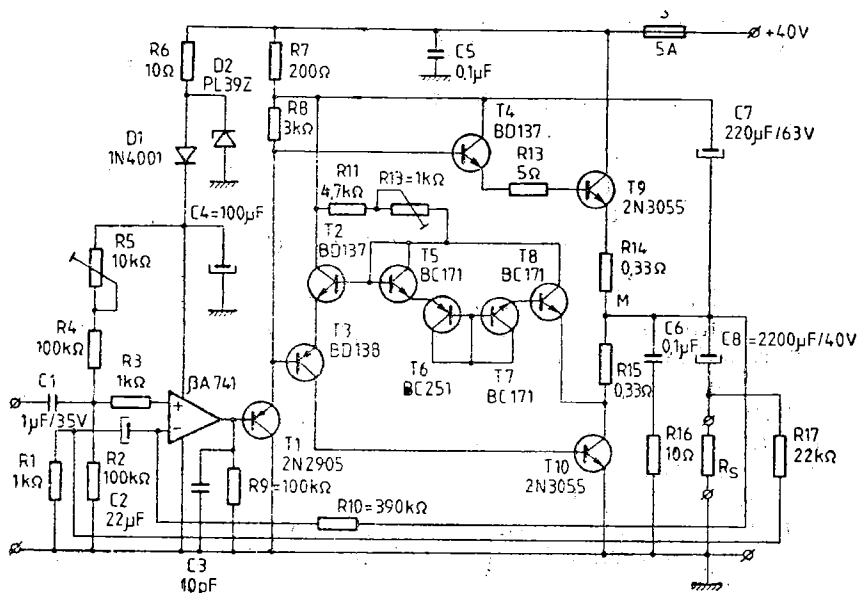 R6
10Ω
D2
PL39Z
R7
200Ω
C5
0,1μF
5A
+40V
D1
1N4001
R8
3kΩ
T4
BD137
C7
220μF/63V
R13
5Ω
R11
4,7kΩ
R13=1kΩ
T9
2N3055
C4=100μF
R5
10kΩ
T2
BD137
T5
BC171
T8
BC171
R14
0,33Ω
M
R4
100kΩ
T3
BD138
C6
0,1μF
C8=2200μF/40V
R3
1kΩ
βA741
T6
BC251
T7
BC171
R15
0,33Ω
C1
1μF/35V
+
−
T1
2N2905
R16
10Ω
RS
R17
22kΩ
R1
1kΩ
R2
100kΩ
C2
22μF
R9=100kΩ
T10
2N3055
R10=390kΩ
C3
10pF